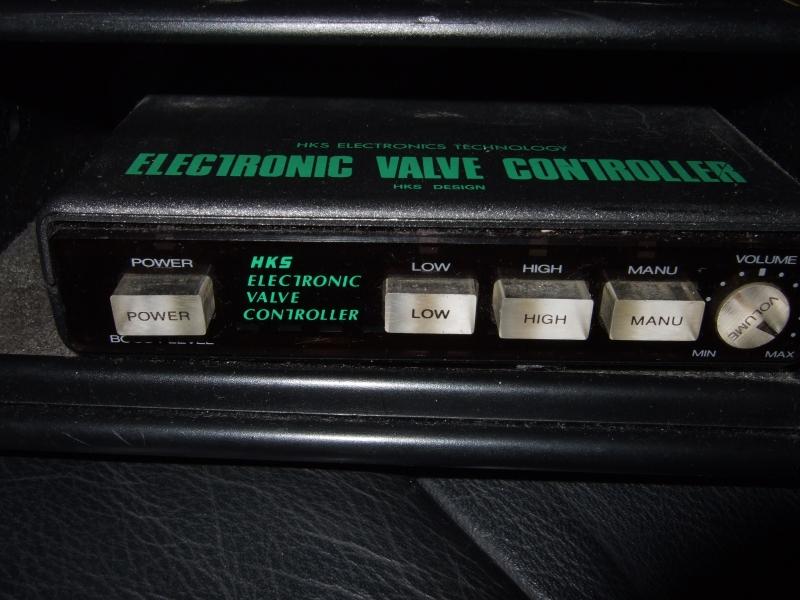 HKS ELECTRONICS TECHNOLOGY
ELECTRONIC VALVE CONTROLLER
HKS DESIGN
POWER
POWER
HKS
ELECTRONIC
VALVE
CONTROLLER
LOW
LOW
HIGH
HIGH
MANU
MANU
VOLUME
VOLUME
MIN MAX